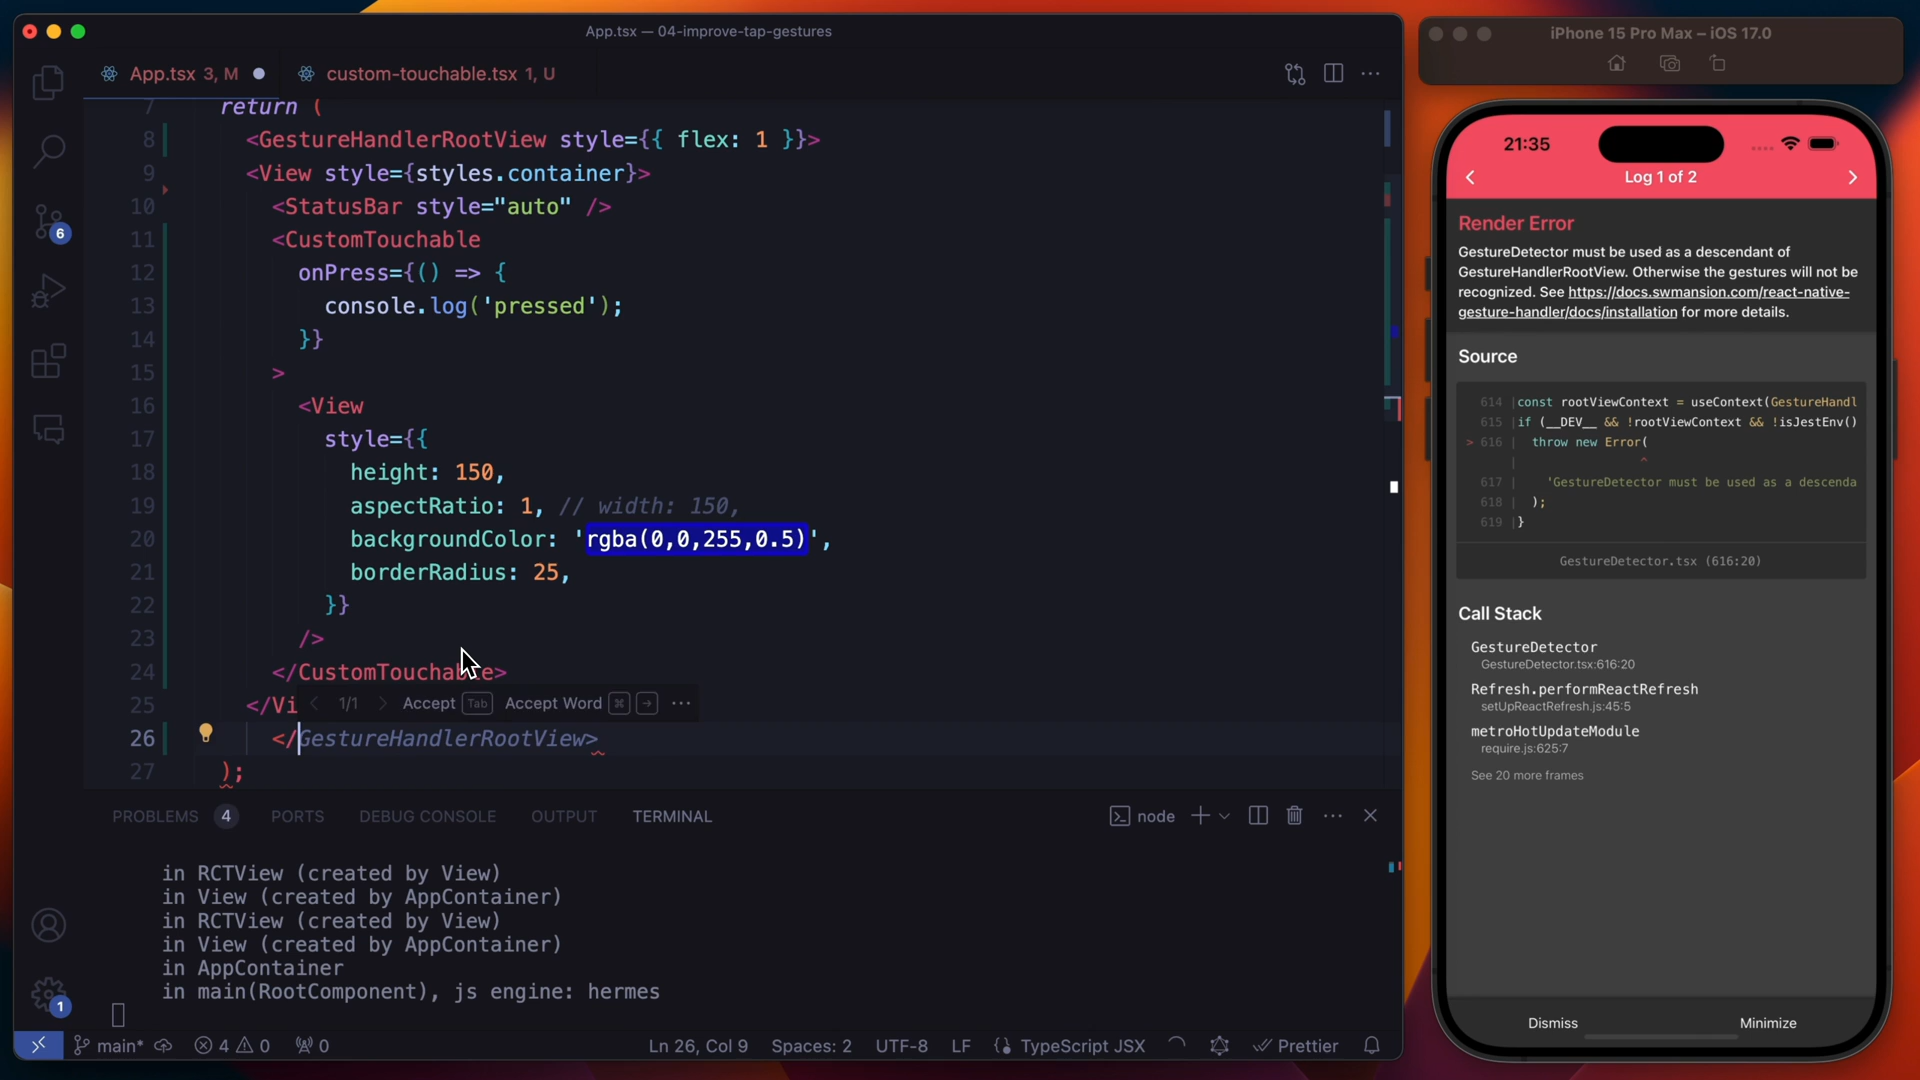 App.tsx — 04-improve-tap-gestures
App.tsx 3, M
custom-touchable.tsx 1, U
7 return (
8 <GestureHandlerRootView style={{ flex: 1 }}>
9 <View style={styles.container}>
10 <StatusBar style="auto" />
11 <CustomTouchable
12 onPress={() => {
13 console.log('pressed');
14 }}
15 >
16 <View
17 style={{
18 height: 150,
19 aspectRatio: 1, // width: 150,
20 backgroundColor: 'rgba(0,0,255,0.5)',
21 borderRadius: 25,
22 }}
23 />
24 </CustomTouchable>
25 </Vi
1/1 Accept Tab Accept Word ⌘ → ···
26 </GestureHandlerRootView>
27 );
6
1
PROBLEMS 4 PORTS DEBUG CONSOLE OUTPUT TERMINAL
node
in RCTView (created by View)
in View (created by AppContainer)
in RCTView (created by View)
in View (created by AppContainer)
in AppContainer
in main(RootComponent), js engine: hermes
main* 4 0 0 Ln 26, Col 9 Spaces: 2 UTF-8 LF TypeScript JSX Prettier
iPhone 15 Pro Max – iOS 17.0
21:35
Log 1 of 2
Render Error
GestureDetector must be used as a descendant of
GestureHandlerRootView. Otherwise the gestures will not be
recognized. See https://docs.swmansion.com/react-native-
gesture-handler/docs/installation for more details.
Source
614 |const rootViewContext = useContext(GestureHandl
615 |if (__DEV__ && !rootViewContext && !isJestEnv()
> 616 | throw new Error(
| ^
617 | 'GestureDetector must be used as a descenda
618 | );
619 |}
GestureDetector.tsx (616:20)
Call Stack
GestureDetector
GestureDetector.tsx:616:20
Refresh.performReactRefresh
setUpReactRefresh.js:45:5
metroHotUpdateModule
require.js:625:7
See 20 more frames
Dismiss
Minimize